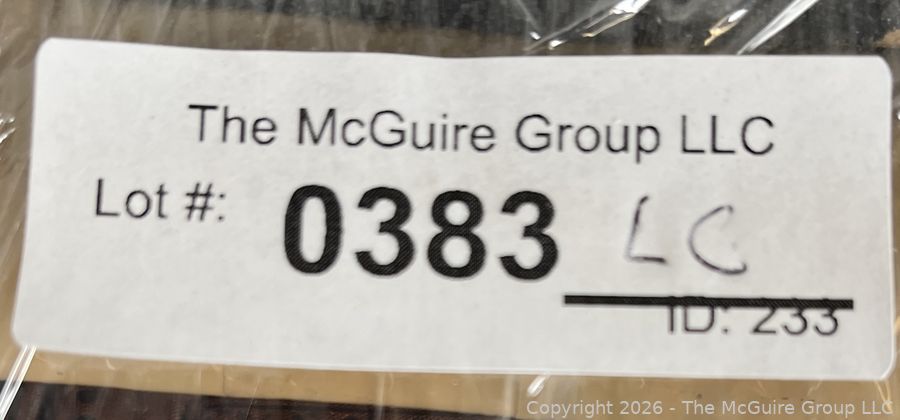 The McGuire Group LLC
Lot #: 0383 LC
ID: 233
Copyright 2026 - The McGuire Group LLC